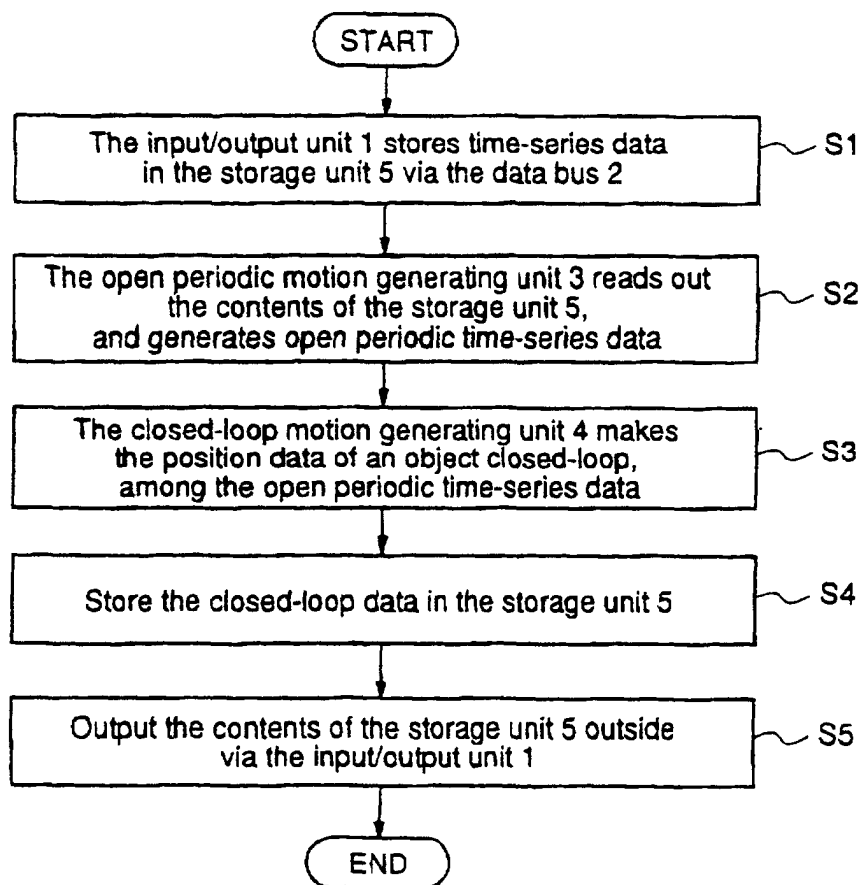 START
The input/output unit 1 stores time-series data
in the storage unit 5 via the data bus 2
S1
The open periodic motion generating unit 3 reads out
the contents of the storage unit 5,
and generates open periodic time-series data
S2
The closed-loop motion generating unit 4 makes
the position data of an object closed-loop,
among the open periodic time-series data
S3
Store the closed-loop data in the storage unit 5
S4
Output the contents of the storage unit 5 outside
via the input/output unit 1
S5
END